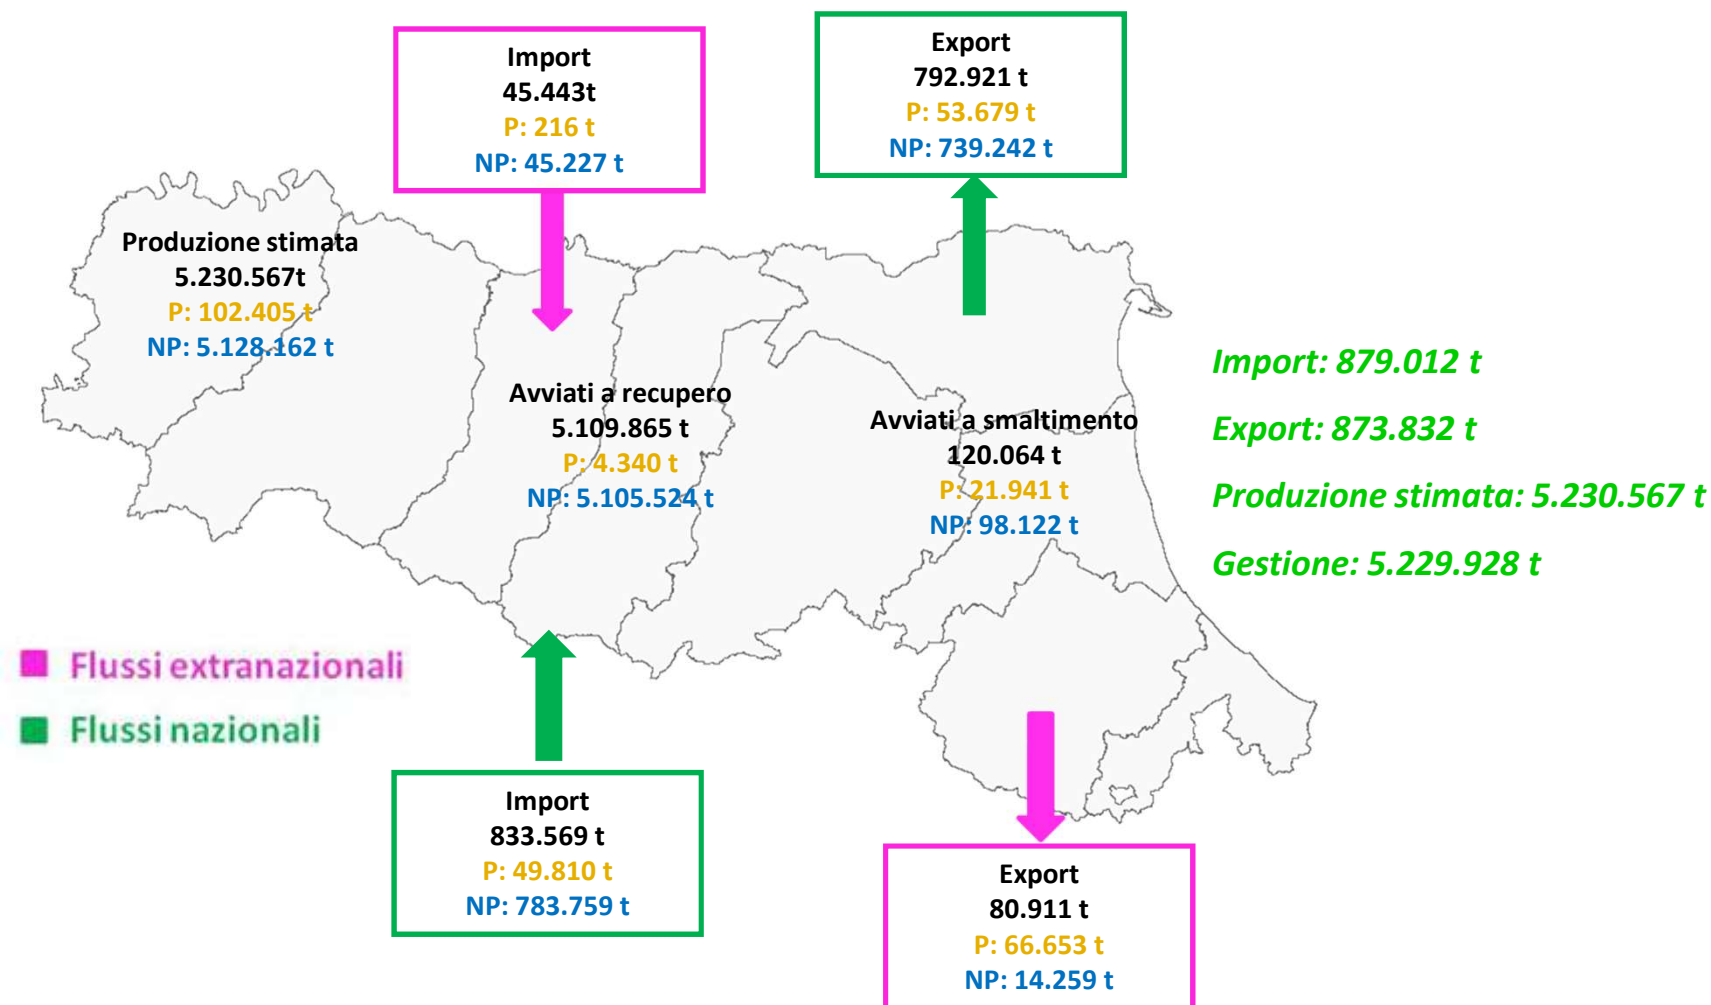 Import
45.443t
P: 216 t
NP: 45.227 t
Export
792.921 t
P: 53.679 t
NP: 739.242 t
Produzione stimata
5.230.567t
P: 102.405 t
NP: 5.128.162 t
Avviati a recupero
5.109.865 t
P: 4.340 t
NP: 5.105.524 t
Avviati a smaltimento
120.064 t
P: 21.941 t
NP: 98.122 t
Import: 879.012 t
Export: 873.832 t
Produzione stimata: 5.230.567 t
Gestione: 5.229.928 t
Flussi extranazionali
Flussi nazionali
Import
833.569 t
P: 49.810 t
NP: 783.759 t
Export
80.911 t
P: 66.653 t
NP: 14.259 t